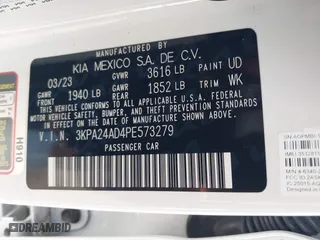 MANUFACTURED BY
KIA MEXICO S.A. DE C.V.
03/23 GVWR 3616 LB PAINT UD
GAWR 1940 LB GAWR 1852 LB TRIM WK
THIS VEHICLE CONFORMS TO ALL APPLICABLE
U.S. FEDERAL MOTOR VEHICLE SAFETY,
BUMPER, AND THEFT PREVENTION STANDARDS IN
EFFECT ON THE DATE OF MANUFACTURE SHOWN ABOVE.
V.I.N. 3KPA24AD4PE573279
PASSENGER CAR
H910
DREAMBID.COM